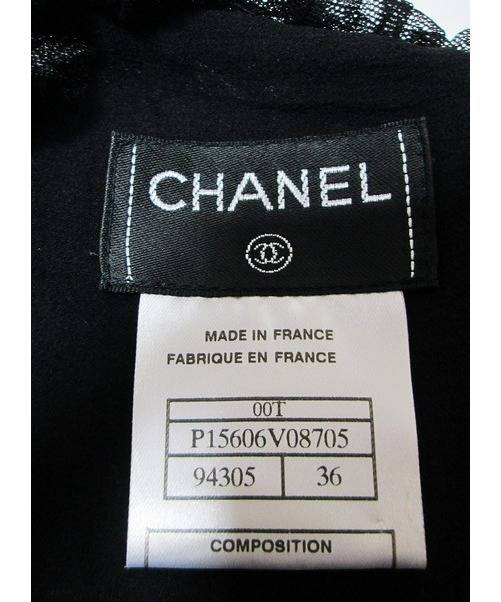 CHANEL
MADE IN FRANCE
FABRIQUE EN FRANCE
00T
P15606V08705
94305 36
COMPOSITION